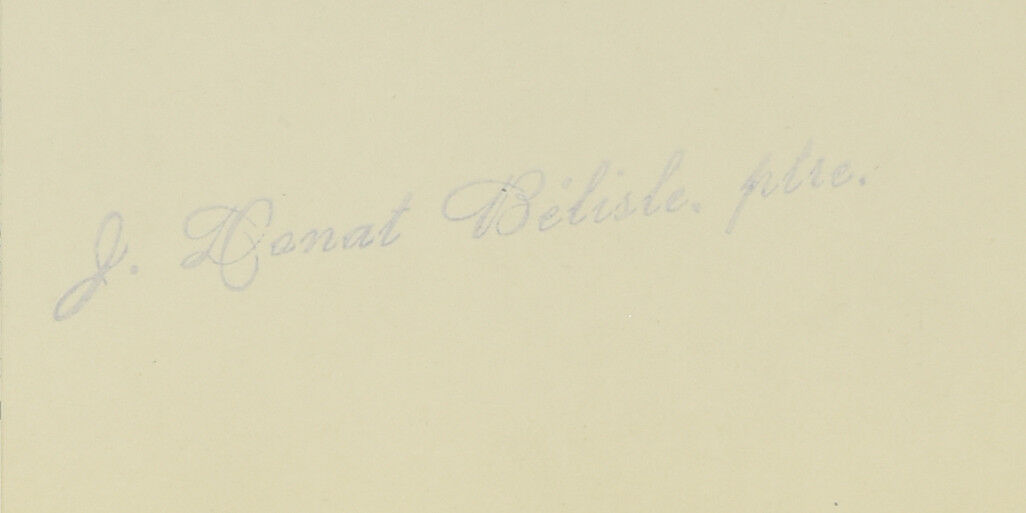 J. Donat Bélisle. ptre.